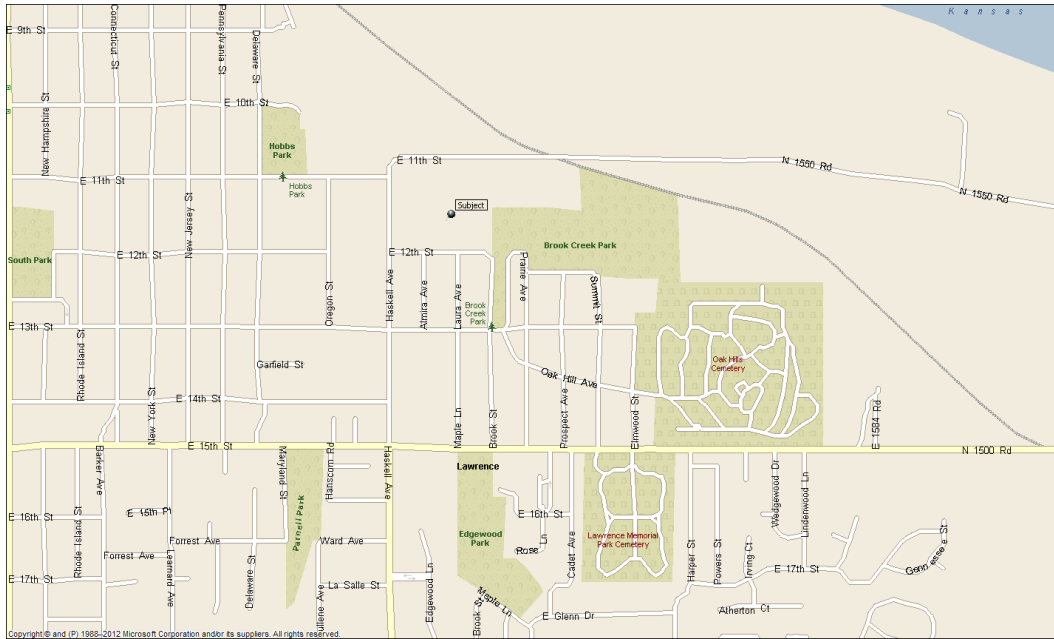 Kansas
E 9th St
Connecticut St
Pennsylvania St
Delaware St
New Hampshire St
E 10th St
Hobbs
Park
E 11th St
Hobbs
Park
E 11th St
N 1550 Rd
N 1550 Rd
New Jersey St
Subject
South Park
E 12th St
E 12th St
Brook Creek Park
Oregon St
Haskell Ave
Almira Ave
Laura Ave
Prairie Ave
Summit St
Brook
Creek
Park
E 13th St
Rhode Island St
Garfield St
Oak Hill Ave
Oak Hills
Cemetery
New York St
E 14th St
Maple Ln
Brook St
Prospect Ave
Elmwood St
E 1584 Rd
E 15th St
N 1500 Rd
Barker Ave
Maryland St
Hanscom Rd
Haskell Ave
Lawrence
Wedgewood Dr
Lindenwood Ln
Parnell Park
E 16th St
E 15th Pl
Rhode Island St
E 16th St
Edgewood
Park
Rose Ln
Cadet Ave
Lawrence Memorial
Park Cemetery
Harper St
Powers St
Irving Ct
Forrest Ave
Forrest Ave
Learnard Ave
Delaware St
Ward Ave
La Salle St
E 17th St
E 17th St
Genn esse e St
Edgewood Ln
Brook St
Maple Ln
E Glenn Dr
Atherton Ct
ullene Ave
Copyright © and (P) 1988–2012 Microsoft Corporation and/or its suppliers. All rights reserved.